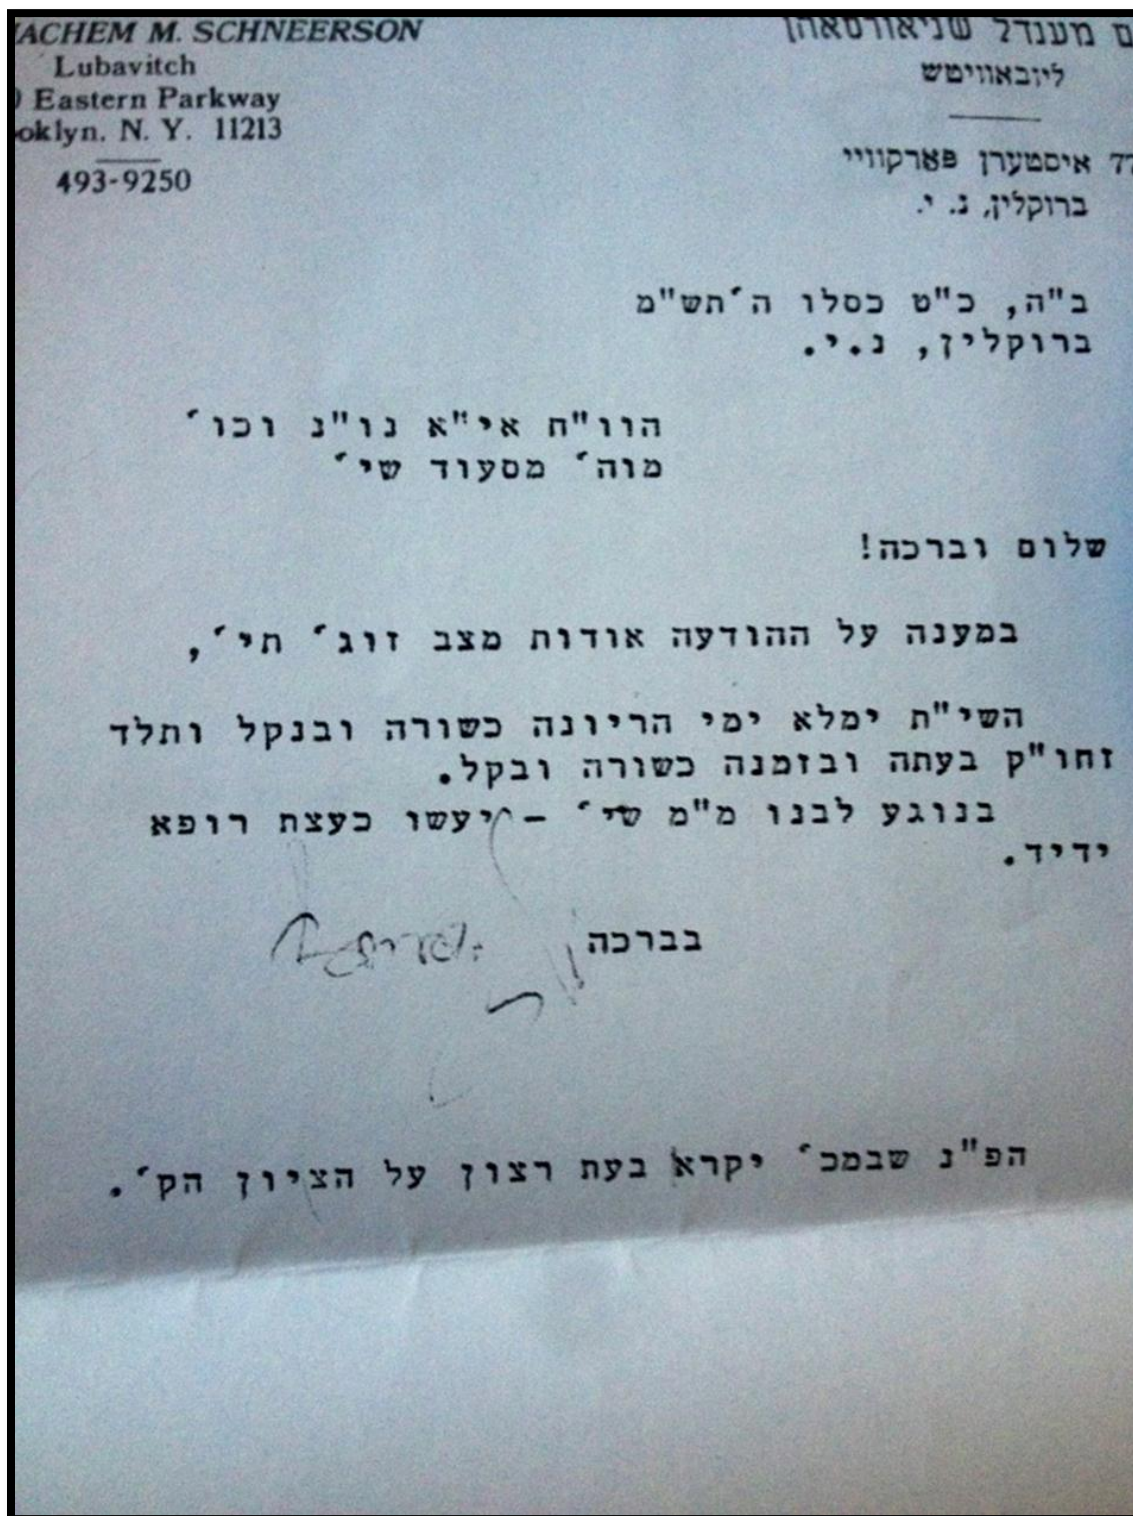 ACHEM M. SCHNEERSON
Lubavitch
Eastern Parkway
oklyn, N. Y. 11213
493-9250
ם מענדל שניאורסאהן
ליובאוויטש
77 איסטערן פארקוויי
ברוקלין, נ. י.
ב"ה, כ"ט כסלו ה'תש"מ
ברוקלין, נ.י.
הוו"ח אי"א נו"נ וכו'
מוה' מסעוד שי'
שלום וברכה!
במענה על ההודעה אודות מצב זוג' תי',
השי"ת ימלא ימי הריונה כשורה ובנקל ותלד
זחו"ק בעתה ובזמנה כשורה ובקל.
בנוגע לבנו מ"מ שי' - יעשו כעצת רופא
ידיד.
בברכה
הפ"נ שבמכ' יקרא בעת רצון על הציון הק'.